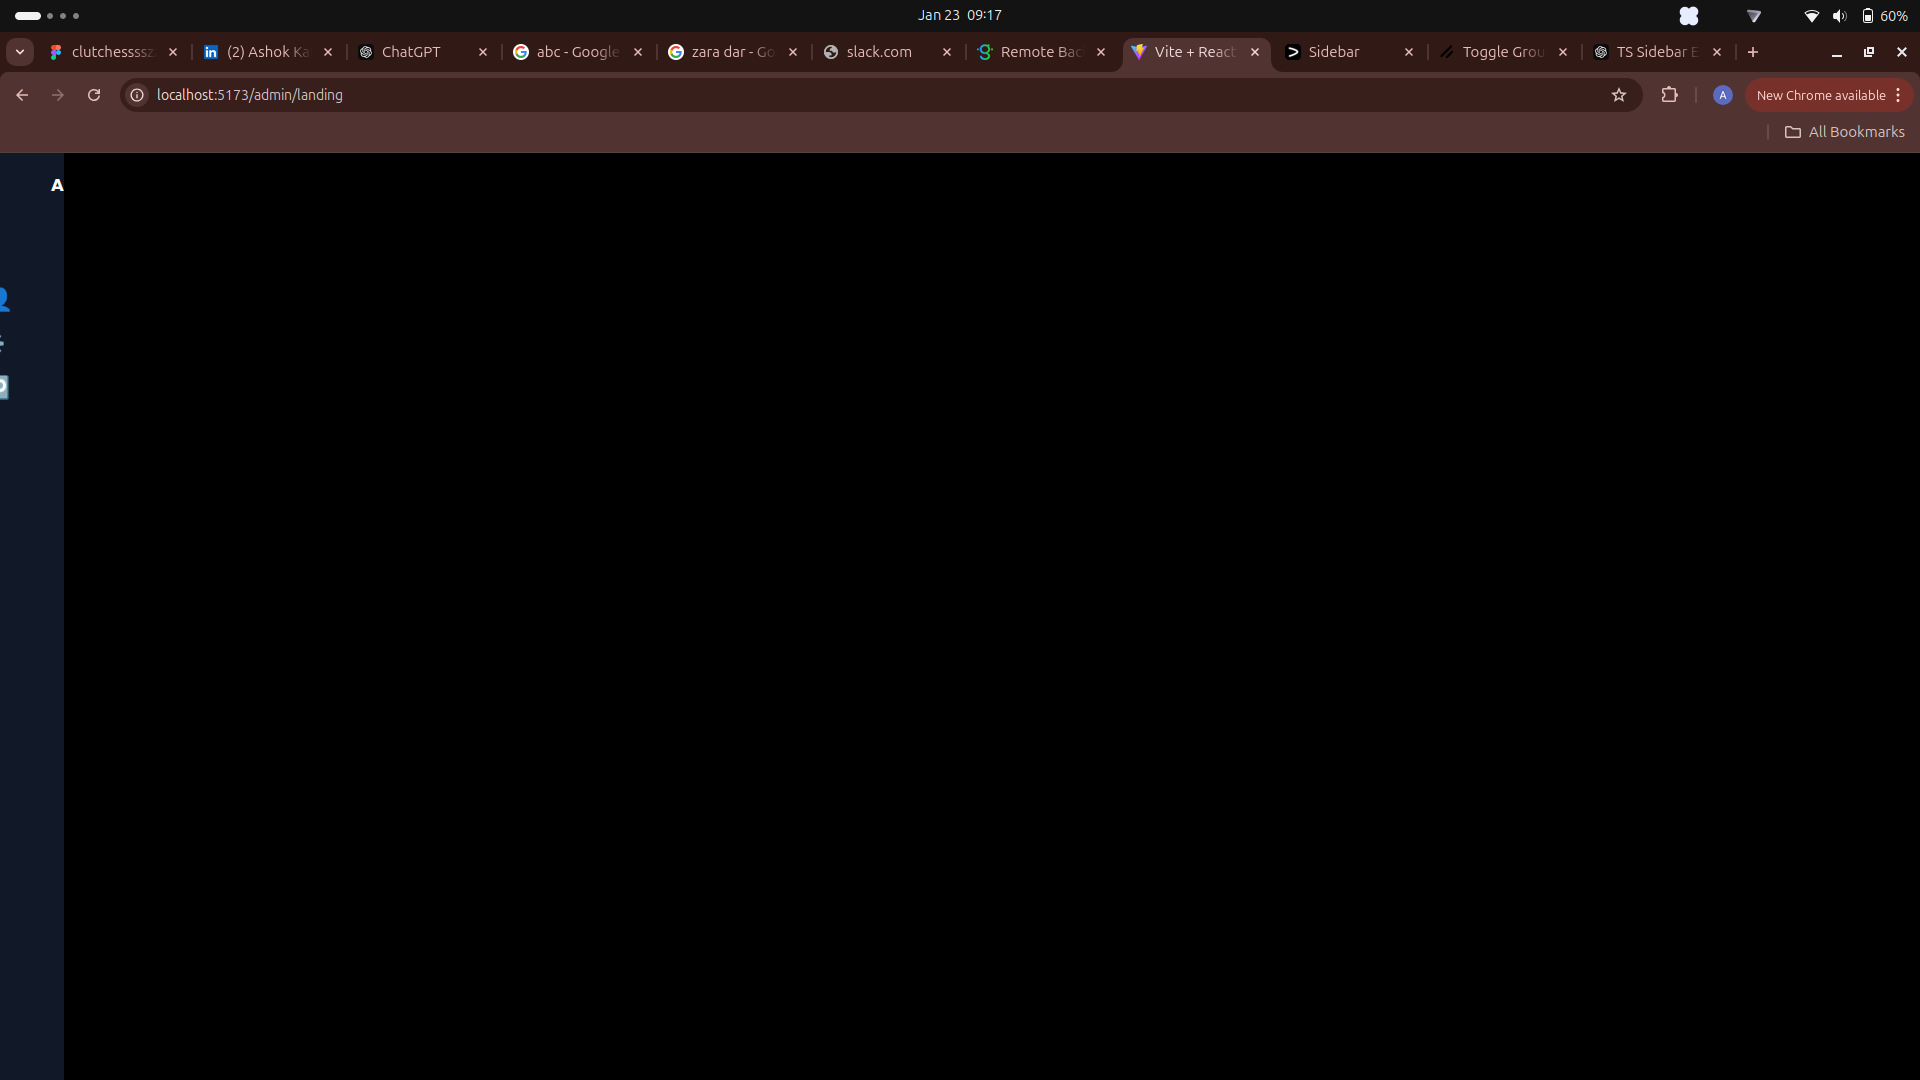 Jan 23 09:17
60%
clutchessssz
(2) Ashok Ka
ChatGPT
abc - Google
zara dar - Go
slack.com
Remote Bac
Vite + React
Sidebar
Toggle Grou
TS Sidebar E
localhost:5173/admin/landing
A
New Chrome available
All Bookmarks
A